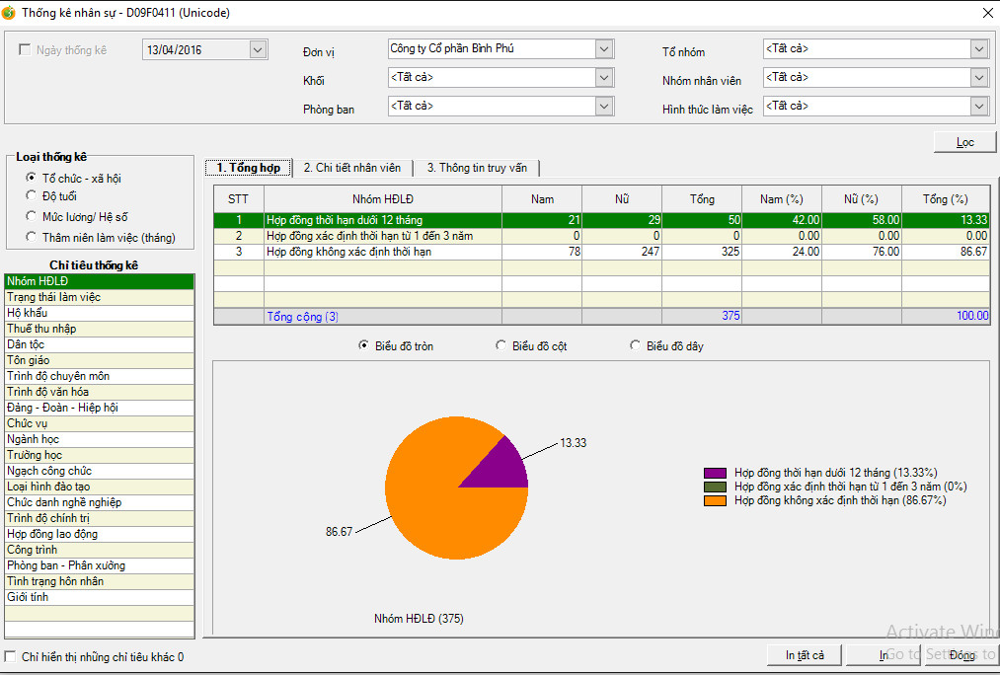 Thống kê nhân sự - D09F0411 (Unicode)
Ngày thống kê 13/04/2016 Đơn vị Công ty Cổ phần Bình Phú Tổ nhóm <Tất cả>
Khối <Tất cả> Nhóm nhân viên <Tất cả>
Phòng ban <Tất cả> Hình thức làm việc <Tất cả>
Lọc
Loại thống kê
Tổ chức - xã hội
Độ tuổi
Mức lương/ Hệ số
Thâm niên làm việc (tháng)
Chỉ tiêu thống kê
Nhóm HĐLĐ
Trạng thái làm việc
Hộ khẩu
Thuế thu nhập
Dân tộc
Tôn giáo
Trình độ chuyên môn
Trình độ văn hóa
Đảng - Đoàn - Hiệp hội
Chức vụ
Ngành học
Trường học
Ngạch công chức
Loại hình đào tạo
Chức danh nghề nghiệp
Trình độ chính trị
Hợp đồng lao động
Công trình
Phòng ban - Phân xưởng
Tình trạng hôn nhân
Giới tính
Chỉ hiển thị những chỉ tiêu khác 0
1. Tổng hợp 2. Chi tiết nhân viên 3. Thông tin truy vấn
STT Nhóm HĐLĐ Nam Nữ Tổng Nam (%) Nữ (%) Tổng (%)
1 Hợp đồng thời hạn dưới 12 tháng 21 29 50 42.00 58.00 13.33
2 Hợp đồng xác định thời hạn từ 1 đến 3 năm 0 0 0 0.00 0.00 0.00
3 Hợp đồng không xác định thời hạn 78 247 325 24.00 76.00 86.67
Tổng cộng (3) 375 100.00
Biểu đồ tròn Biểu đồ cột Biểu đồ dây
13.33
86.67
Hợp đồng thời hạn dưới 12 tháng (13.33%)
Hợp đồng xác định thời hạn từ 1 đến 3 năm (0%)
Hợp đồng không xác định thời hạn (86.67%)
Nhóm HĐLĐ (375)
Activate Win
Go to Settings to
In tất cả In Đóng